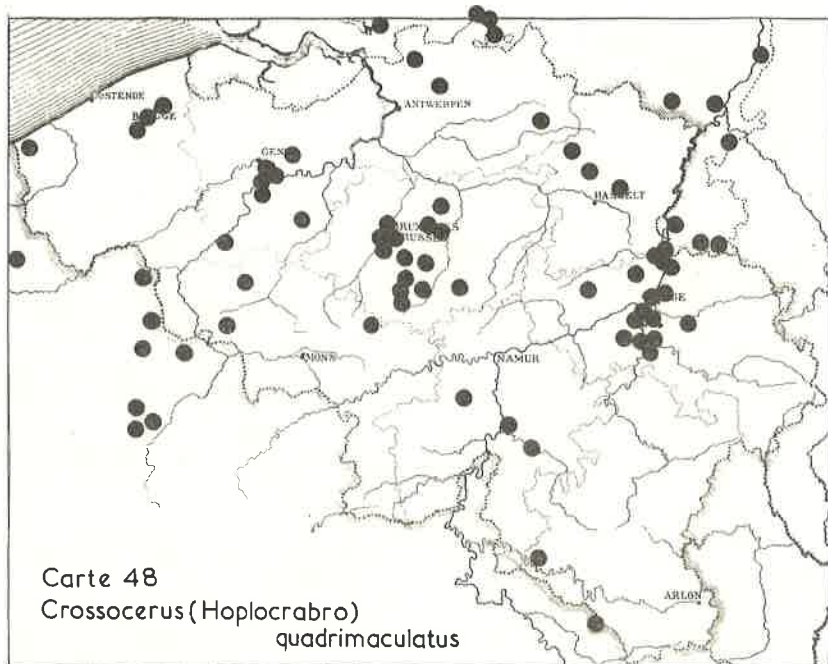 OSTENDE
ANTWERPEN
HASSELT
MONS
NAMUR
ARLON
Carte 48
Crossocerus (Hoplocrabro)
quadrimaculatus